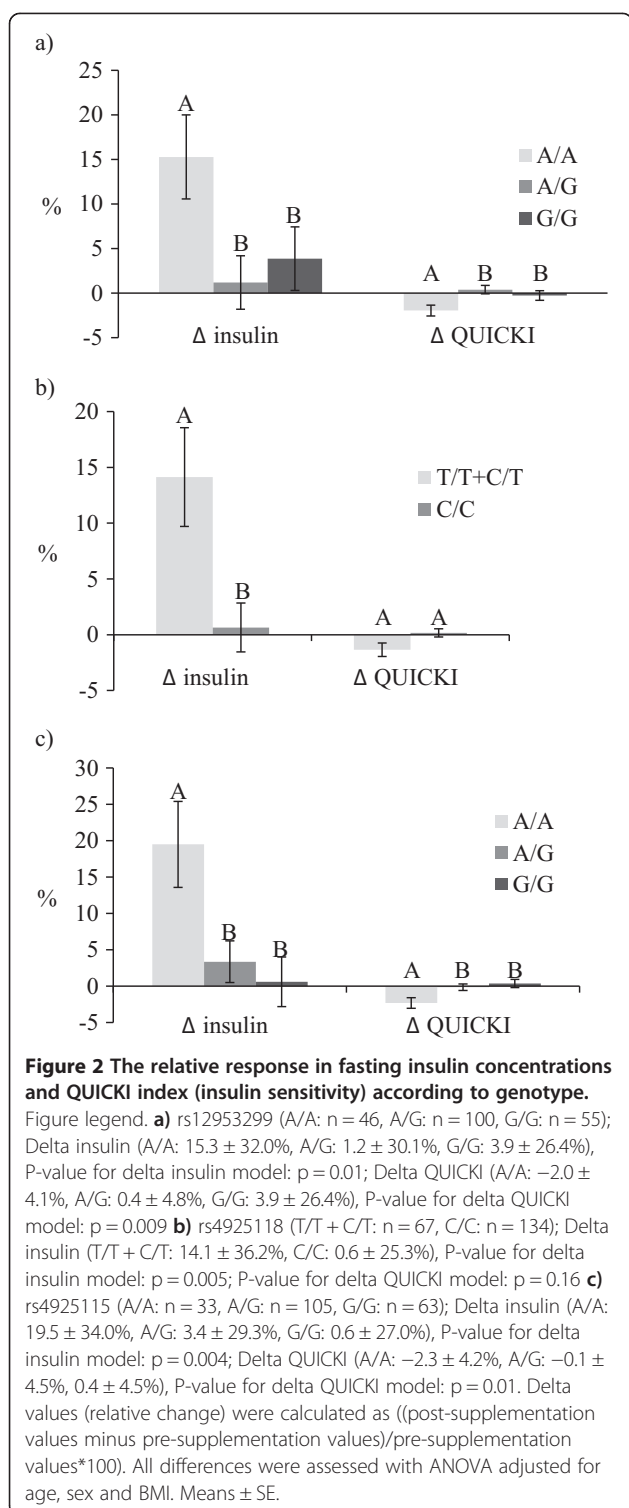 a)
25
20
15
10
5
0
-5
%
A
B
B
A
B
B
A/A
A/G
G/G
Δ insulin
Δ QUICKI
b)
20
15
10
5
0
-5
%
A
B
A
A
T/T+C/T
C/C
Δ insulin
Δ QUICKI
c)
30
25
20
15
10
5
0
-5
%
A
B
B
A
B
B
A/A
A/G
G/G
Δ insulin
Δ QUICKI
Figure 2 The relative response in fasting insulin concentrations
and QUICKI index (insulin sensitivity) according to genotype.
Figure legend. a) rs12953299 (A/A: n = 46, A/G: n = 100, G/G: n = 55);
Delta insulin (A/A: 15.3 ± 32.0%, A/G: 1.2 ± 30.1%, G/G: 3.9 ± 26.4%),
P-value for delta insulin model: p = 0.01; Delta QUICKI (A/A: −2.0 ±
4.1%, A/G: 0.4 ± 4.8%, G/G: 3.9 ± 26.4%), P-value for delta QUICKI
model: p = 0.009 b) rs4925118 (T/T + C/T: n = 67, C/C: n = 134); Delta
insulin (T/T + C/T: 14.1 ± 36.2%, C/C: 0.6 ± 25.3%), P-value for delta
insulin model: p = 0.005; P-value for delta QUICKI model: p = 0.16 c)
rs4925115 (A/A: n = 33, A/G: n = 105, G/G: n = 63); Delta insulin (A/A:
19.5 ± 34.0%, A/G: 3.4 ± 29.3%, G/G: 0.6 ± 27.0%), P-value for delta
insulin model: p = 0.004; Delta QUICKI (A/A: −2.3 ± 4.2%, A/G: −0.1 ±
4.5%, 0.4 ± 4.5%), P-value for delta QUICKI model: p = 0.01. Delta
values (relative change) were calculated as ((post-supplementation
values minus pre-supplementation values)/pre-supplementation
values*100). All differences were assessed with ANOVA adjusted for
age, sex and BMI. Means ± SE.